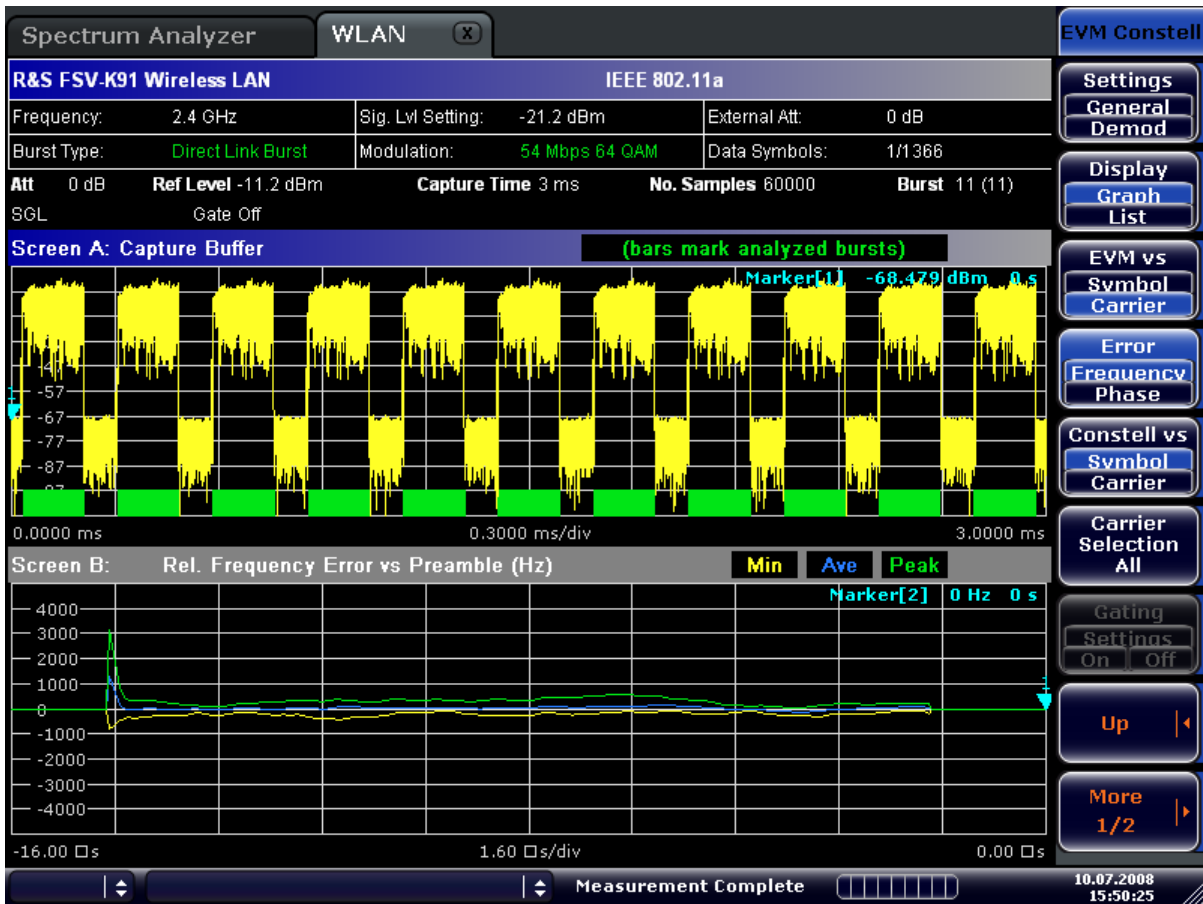 Spectrum Analyzer WLAN X
R&S FSV-K91 Wireless LAN IEEE 802.11a
Frequency: 2.4 GHz Sig. Lvl Setting: -21.2 dBm External Att: 0 dB
Burst Type: Direct Link Burst Modulation: 54 Mbps 64 QAM Data Symbols: 1/1366
Att 0 dB Ref Level -11.2 dBm Capture Time 3 ms No. Samples 60000 Burst 11 (11)
SGL Gate Off
Screen A: Capture Buffer (bars mark analyzed bursts)
Marker[1] -68.479 dBm 0 s
-47
-57
-67
-77
-87
-97
0.0000 ms 0.3000 ms/div 3.0000 ms
Screen B: Rel. Frequency Error vs Preamble (Hz) Min Ave Peak
Marker[2] 0 Hz 0 s
4000
3000
2000
1000
0
-1000
-2000
-3000
-4000
-16.00 □s 1.60 □s/div 0.00 □s
Measurement Complete
10.07.2008
15:50:25
EVM Constell
Settings
General
Demod
Display
Graph
List
EVM vs
Symbol
Carrier
Error
Frequency
Phase
Constell vs
Symbol
Carrier
Carrier
Selection
All
Gating
Settings
On Off
Up
More
1/2